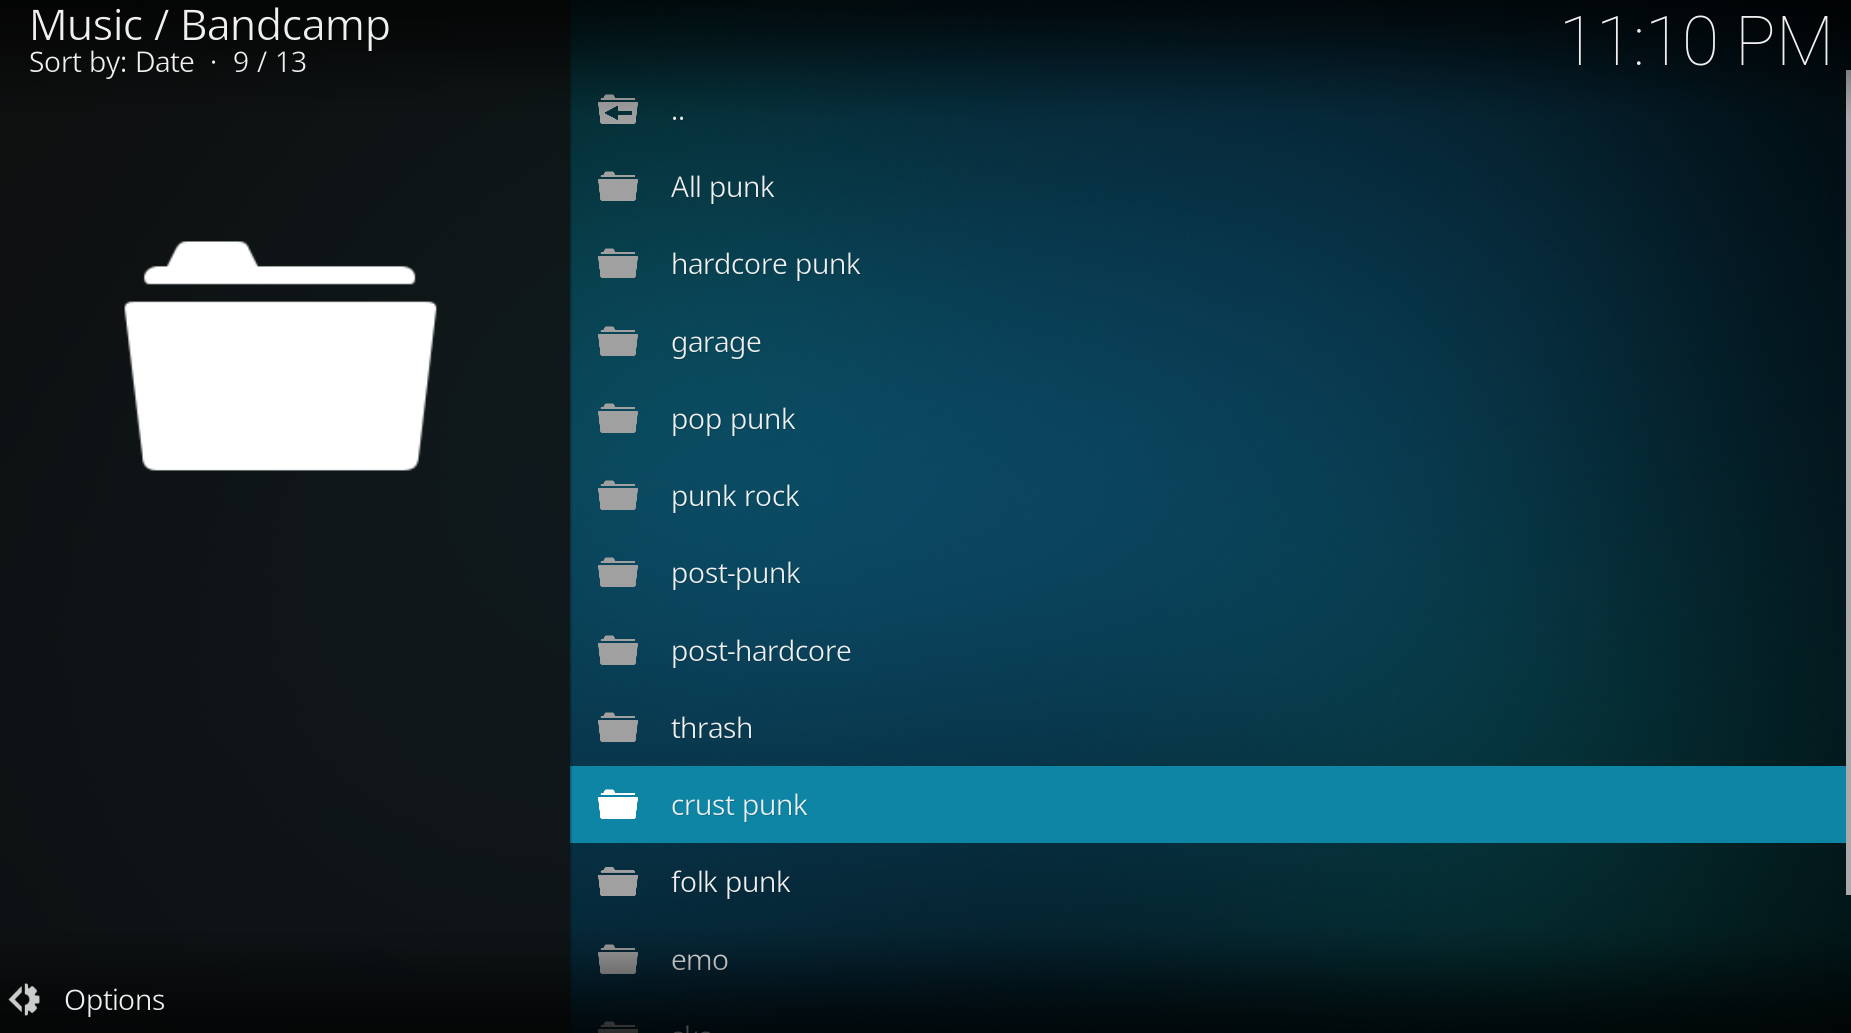 Music / Bandcamp
Sort by: Date · 9 / 13
11:10 PM
..
All punk
hardcore punk
garage
pop punk
punk rock
post-punk
post-hardcore
thrash
crust punk
folk punk
emo
Options